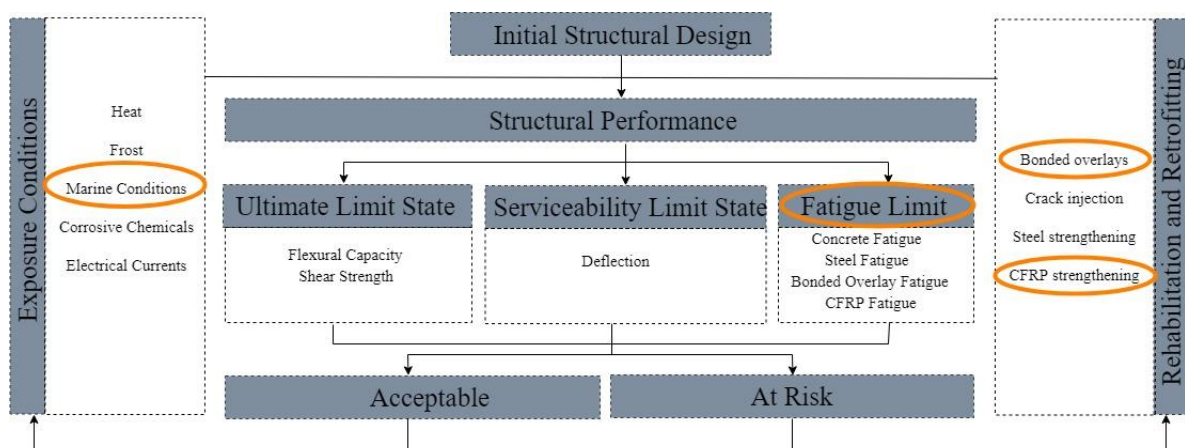 Initial Structural Design
Exposure Conditions
Heat
Frost
Marine Conditions
Corrosive Chemicals
Electrical Currents
Structural Performance
Ultimate Limit State
Flexural Capacity
Shear Strength
Serviceability Limit State
Deflection
Fatigue Limit
Concrete Fatigue
Steel Fatigue
Bonded Overlay Fatigue
CFRP Fatigue
Acceptable
At Risk
Bonded overlays
Crack injection
Steel strengthening
CFRP strengthening
Rehabilitation and Retrofitting